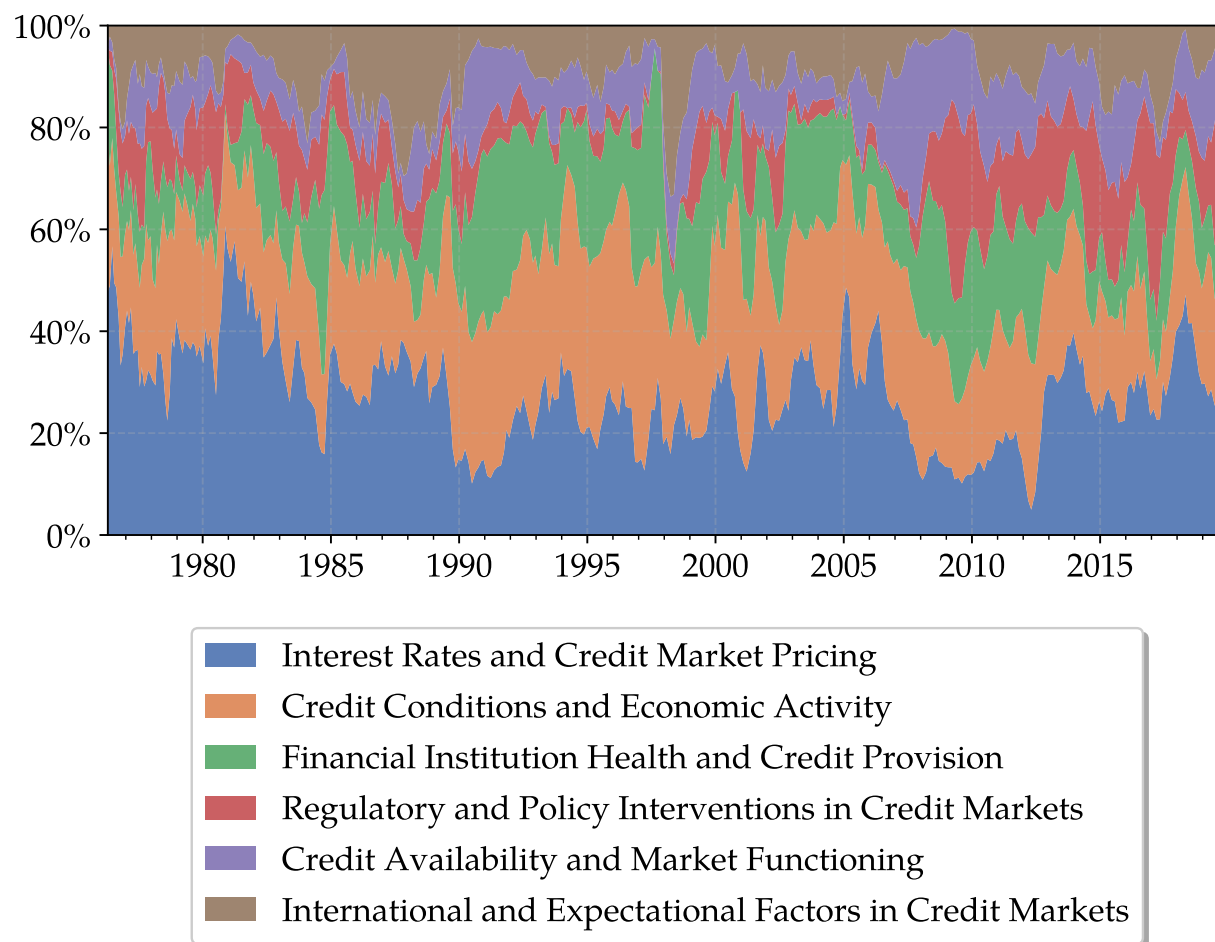 100%
80%
60%
40%
20%
0%
1980 1985 1990 1995 2000 2005 2010 2015
Interest Rates and Credit Market Pricing
Credit Conditions and Economic Activity
Financial Institution Health and Credit Provision
Regulatory and Policy Interventions in Credit Markets
Credit Availability and Market Functioning
International and Expectational Factors in Credit Markets